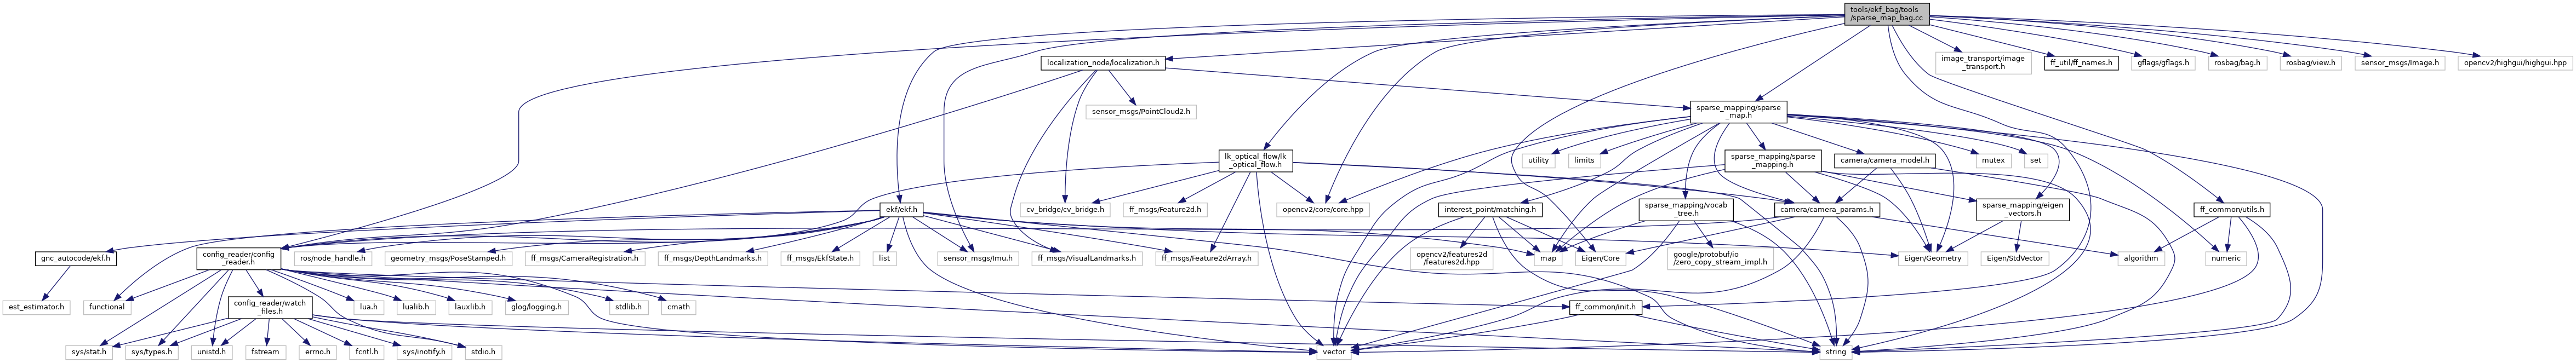 tools/ekf_bag/tools
/sparse_map_bag.cc
localization_node/localization.h
image_transport/image
_transport.h
ff_util/ff_names.h
gflags/gflags.h
rosbag/bag.h
rosbag/view.h
sensor_msgs/Image.h
opencv2/highgui/highgui.hpp
sensor_msgs/PointCloud2.h
sparse_mapping/sparse
_map.h
lk_optical_flow/lk
_optical_flow.h
utility
limits
sparse_mapping/sparse
_mapping.h
camera/camera_model.h
mutex
set
ekf/ekf.h
cv_bridge/cv_bridge.h
ff_msgs/Feature2d.h
opencv2/core/core.hpp
interest_point/matching.h
sparse_mapping/vocab
_tree.h
camera/camera_params.h
sparse_mapping/eigen
_vectors.h
ff_common/utils.h
gnc_autocode/ekf.h
config_reader/config
_reader.h
ros/node_handle.h
geometry_msgs/PoseStamped.h
ff_msgs/CameraRegistration.h
ff_msgs/DepthLandmarks.h
ff_msgs/EkfState.h
list
sensor_msgs/Imu.h
ff_msgs/VisualLandmarks.h
ff_msgs/Feature2dArray.h
opencv2/features2d
/features2d.hpp
map
Eigen/Core
google/protobuf/io
/zero_copy_stream_impl.h
Eigen/Geometry
Eigen/StdVector
algorithm
numeric
est_estimator.h
functional
config_reader/watch
_files.h
lua.h
lualib.h
lauxlib.h
glog/logging.h
stdlib.h
cmath
ff_common/init.h
sys/stat.h
sys/types.h
unistd.h
fstream
errno.h
fcntl.h
sys/inotify.h
stdio.h
vector
string